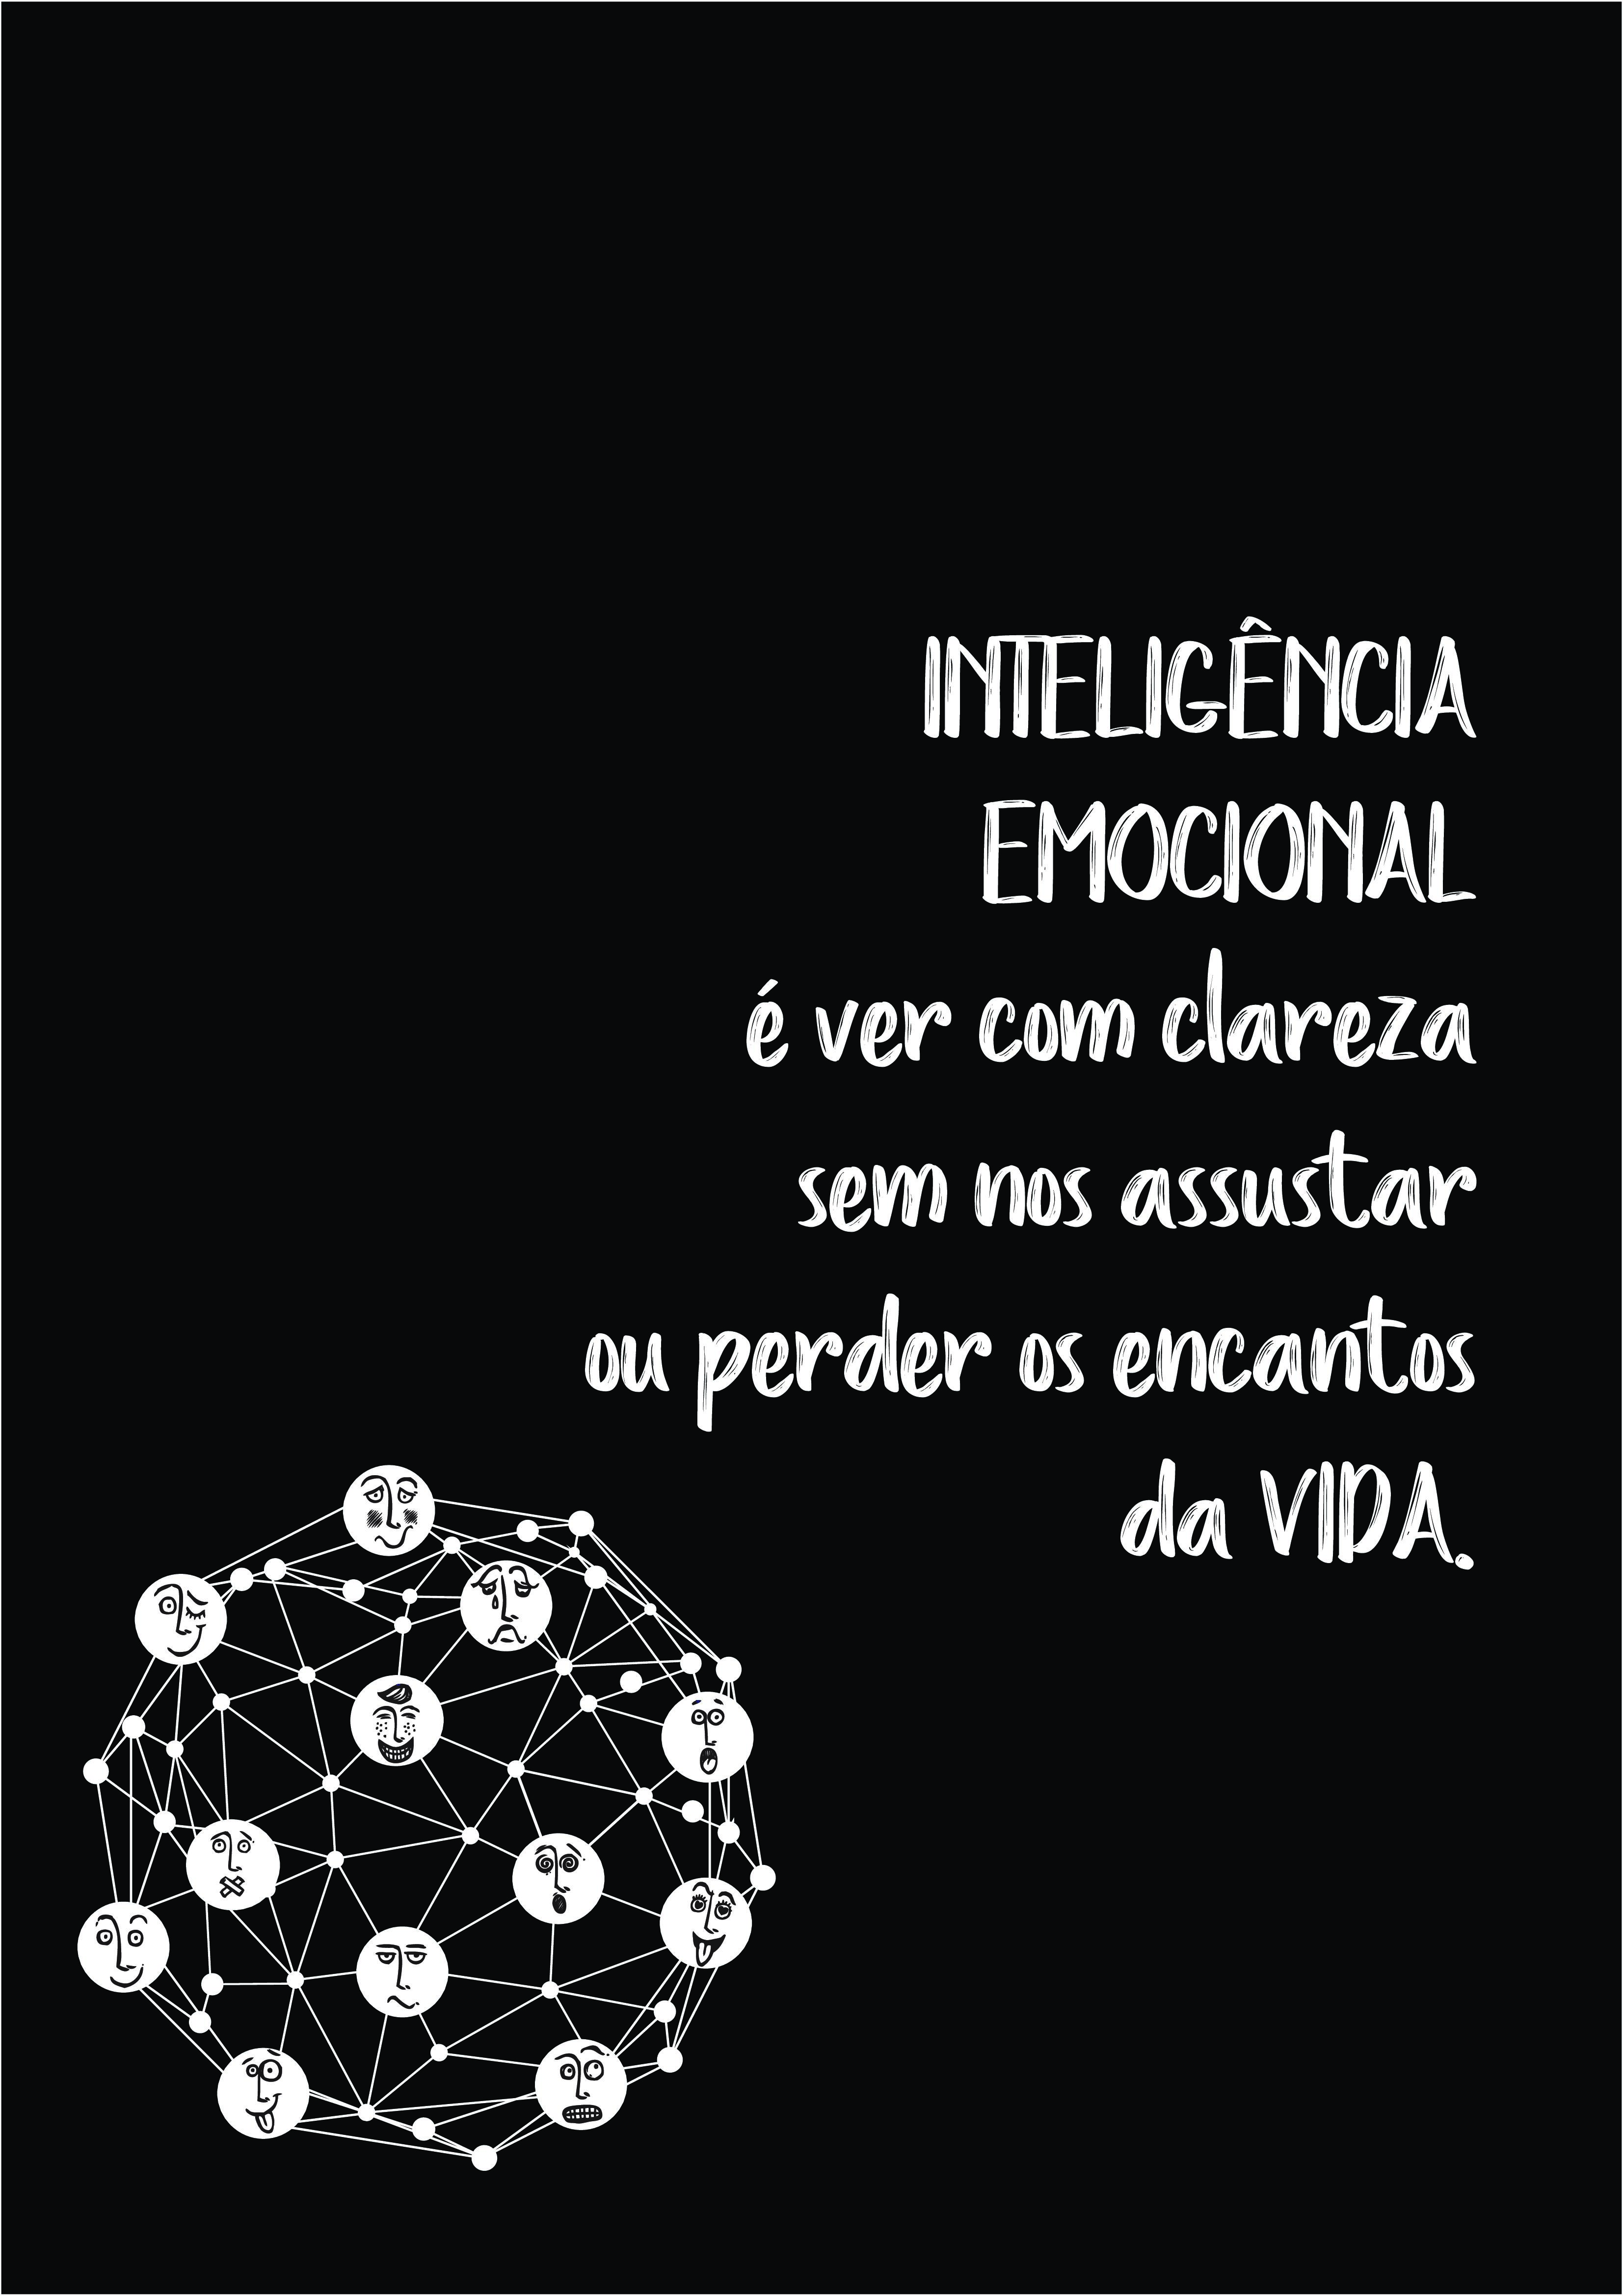 INTELIGÊNCIA
EMOCIONAL
é ver com clareza
sem nos assustar
ou perder os encantos
da VIDA.